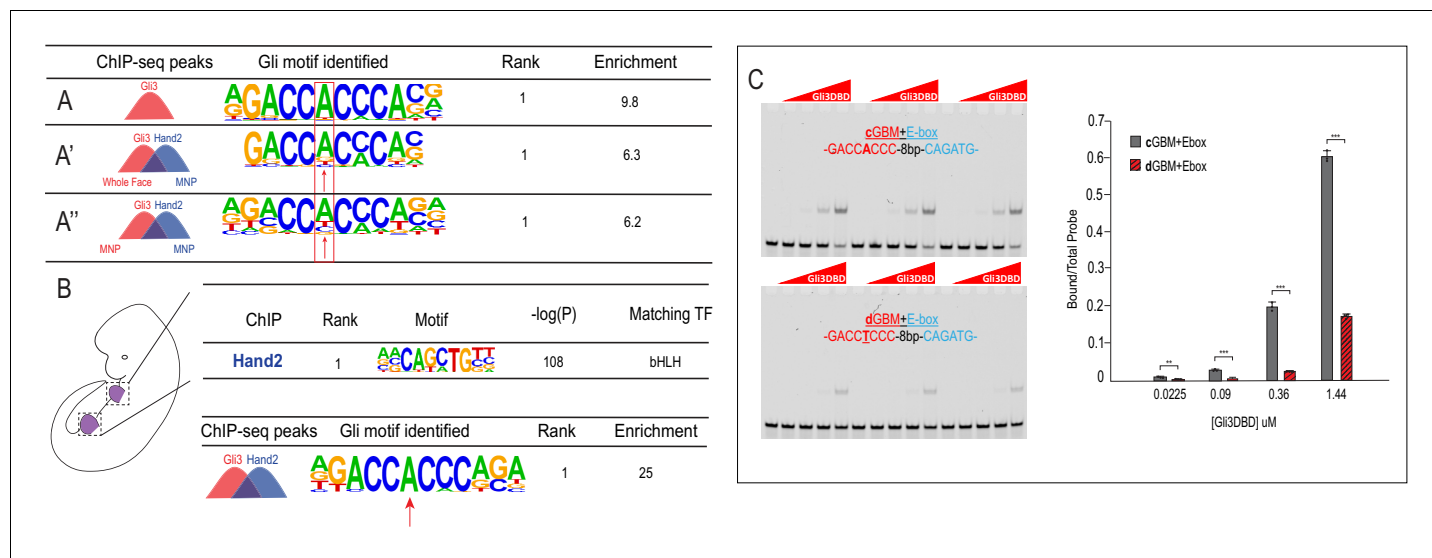 ChIP-seq peaks Gli motif identified Rank Enrichment
A Gli3 1 9.8
A' Gli3 Hand2 1 6.3
Whole Face MNP
A'' Gli3 Hand2 1 6.2
MNP MNP
B
ChIP Rank Motif -log(P) Matching TF
Hand2 1 108 bHLH
ChIP-seq peaks Gli motif identified Rank Enrichment
Gli3 Hand2 1 25
C
Gli3DBD Gli3DBD Gli3DBD
cGBM+E-box
-GACCACCC-8bp-CAGATG-
Gli3DBD Gli3DBD Gli3DBD
dGBM+E-box
-GACCTCCC-8bp-CAGATG-
Bound/Total Probe
0.7
0.6
0.5
0.4
0.3
0.2
0.1
0
cGBM+Ebox
dGBM+Ebox
** *** *** ***
0.0225 0.09 0.36 1.44
[Gli3DBD] uM